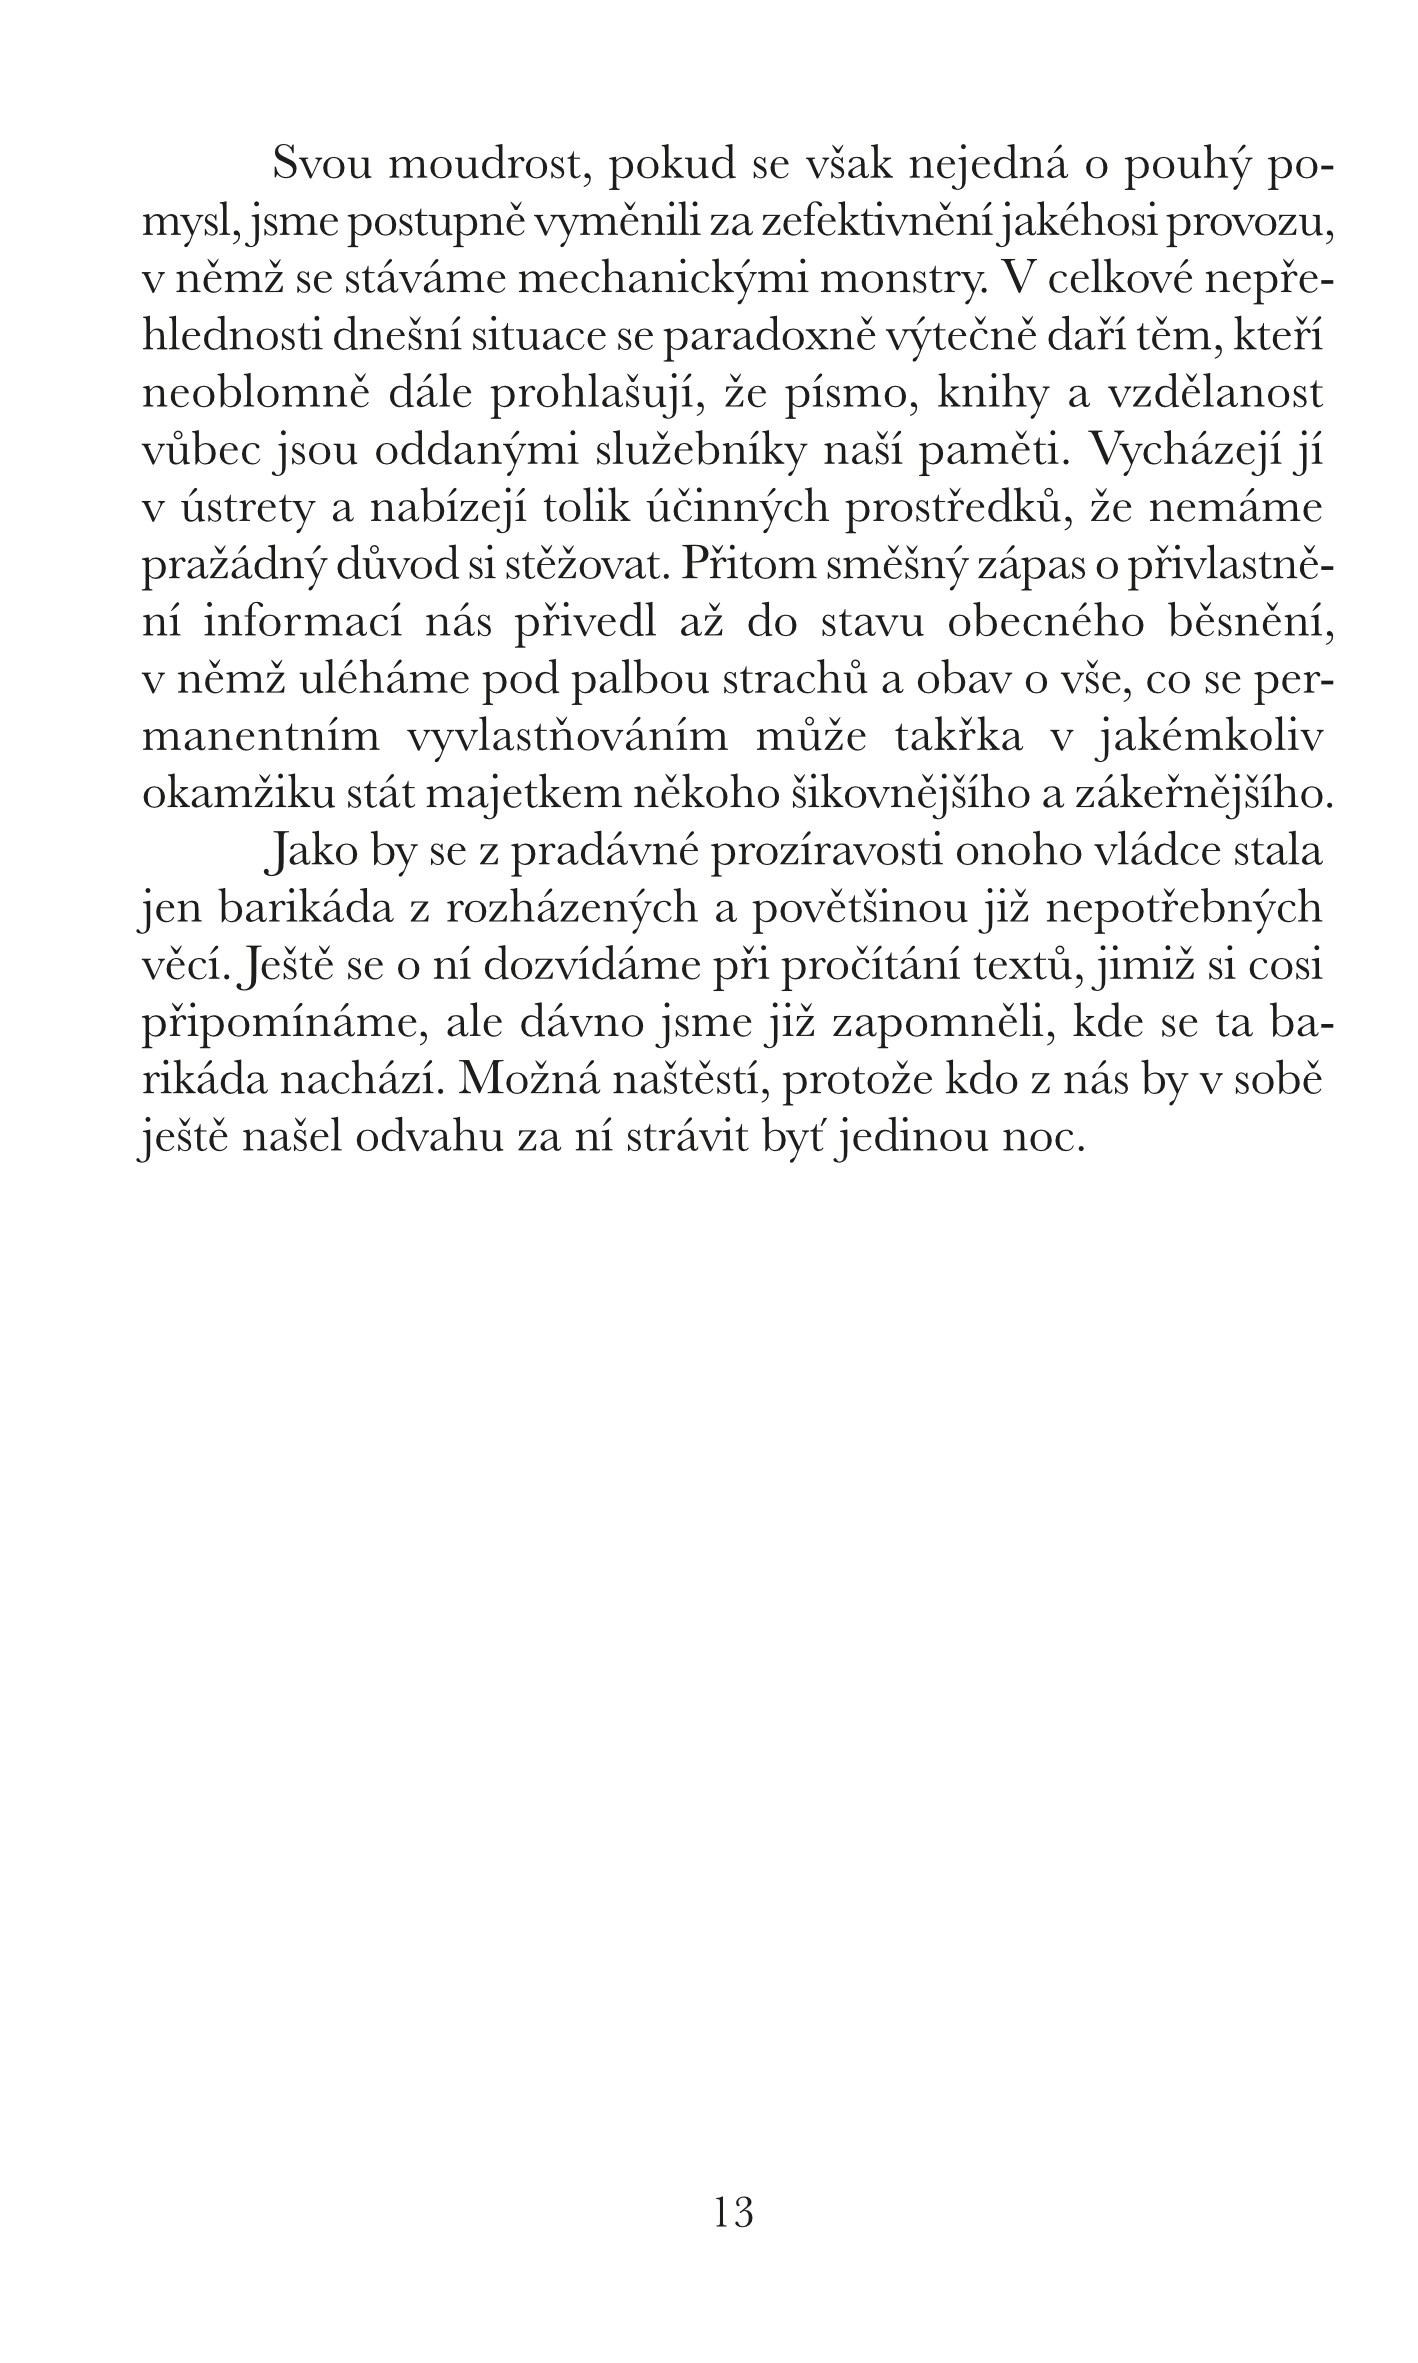 Svou moudrost, pokud se však nejedná o pouhý po-
mysl, jsme postupně vyměnili za zefektivnění jakéhosi provozu,
v němž se stáváme mechanickými monstry. V celkové nepře-
hlednosti dnešní situace se paradoxně výtečně daří těm, kteří
neoblomně dále prohlašují, že písmo, knihy a vzdělanost
vůbec jsou oddanými služebníky naší paměti. Vycházejí jí
v ústrety a nabízejí tolik účinných prostředků, že nemáme
pražádný důvod si stěžovat. Přitom směšný zápas o přivlastně-
ní informací nás přivedl až do stavu obecného běsnění,
v němž uléháme pod palbou strachů a obav o vše, co se per-
manentním vyvlastňováním může takřka v jakémkoliv
okamžiku stát majetkem někoho šikovnějšího a zákeřnějšího.
Jako by se z pradávné prozíravosti onoho vládce stala
jen barikáda z rozházených a povětšinou již nepotřebných
věcí. Ještě se o ní dozvídáme při pročítání textů, jimiž si cosi
připomínáme, ale dávno jsme již zapomněli, kde se ta ba-
rikáda nachází. Možná naštěstí, protože kdo z nás by v sobě
ještě našel odvahu za ní strávit byť jedinou noc.
13